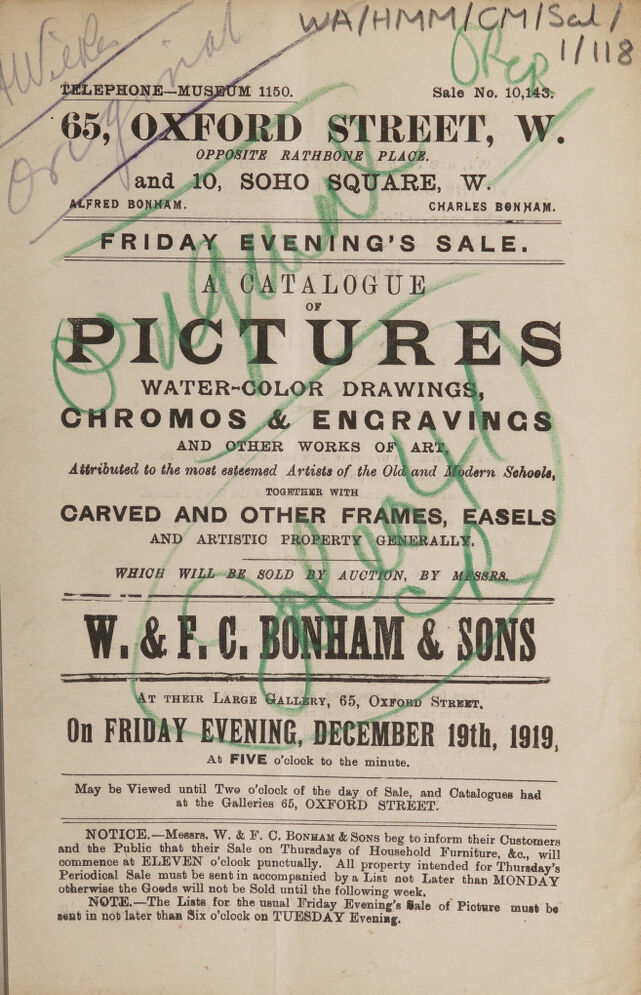 WA/HMM/CM/Sal/
1/118
Original
TELEPHONE—MUSEUM 1150. Sale No. 10,143.
65, OXFORD STREET, W.
OPPOSITE RATHBONE PLACE.
and 10, SOHO SQUARE, W.
ALFRED BONHAM. CHARLES BONHAM.
FRIDAY EVENING'S SALE.
A CATALOGUE
OF
PICTURES
WATER-COLOR DRAWINGS,
CHROMOS & ENGRAVINGS
AND OTHER WORKS OF ART,
Attributed to the most esteemed Artists of the Old and Modern Schools,
TOGETHER WITH
CARVED AND OTHER FRAMES, EASELS
AND ARTISTIC PROPERTY GENERALLY.
WHICH WILL BE SOLD BY AUCTION, BY MESSRS.
W. & F. C. BONHAM & SONS
AT THEIR LARGE GALLERY, 65, OXFORD STREET.
On FRIDAY EVENING, DECEMBER 19th, 1919,
At FIVE o'clock to the minute.
May be Viewed until Two o'clock of the day of Sale, and Catalogues had
at the Galleries 65, OXFORD STREET.
NOTICE.—Messrs. W. & F. C. BONHAM & SONS beg to inform their Customers
and the Public that their Sale on Thursdays of Household Furniture, &c., will
commence at ELEVEN o'clock punctually. All property intended for Thursday's
Periodical Sale must be sent in accompanied by a List not Later than MONDAY
otherwise the Goods will not be Sold until the following week.
NOTE.—The Lists for the usual Friday Evening's Sale of Picture must be
sent in not later than Six o'clock on TUESDAY Evening.